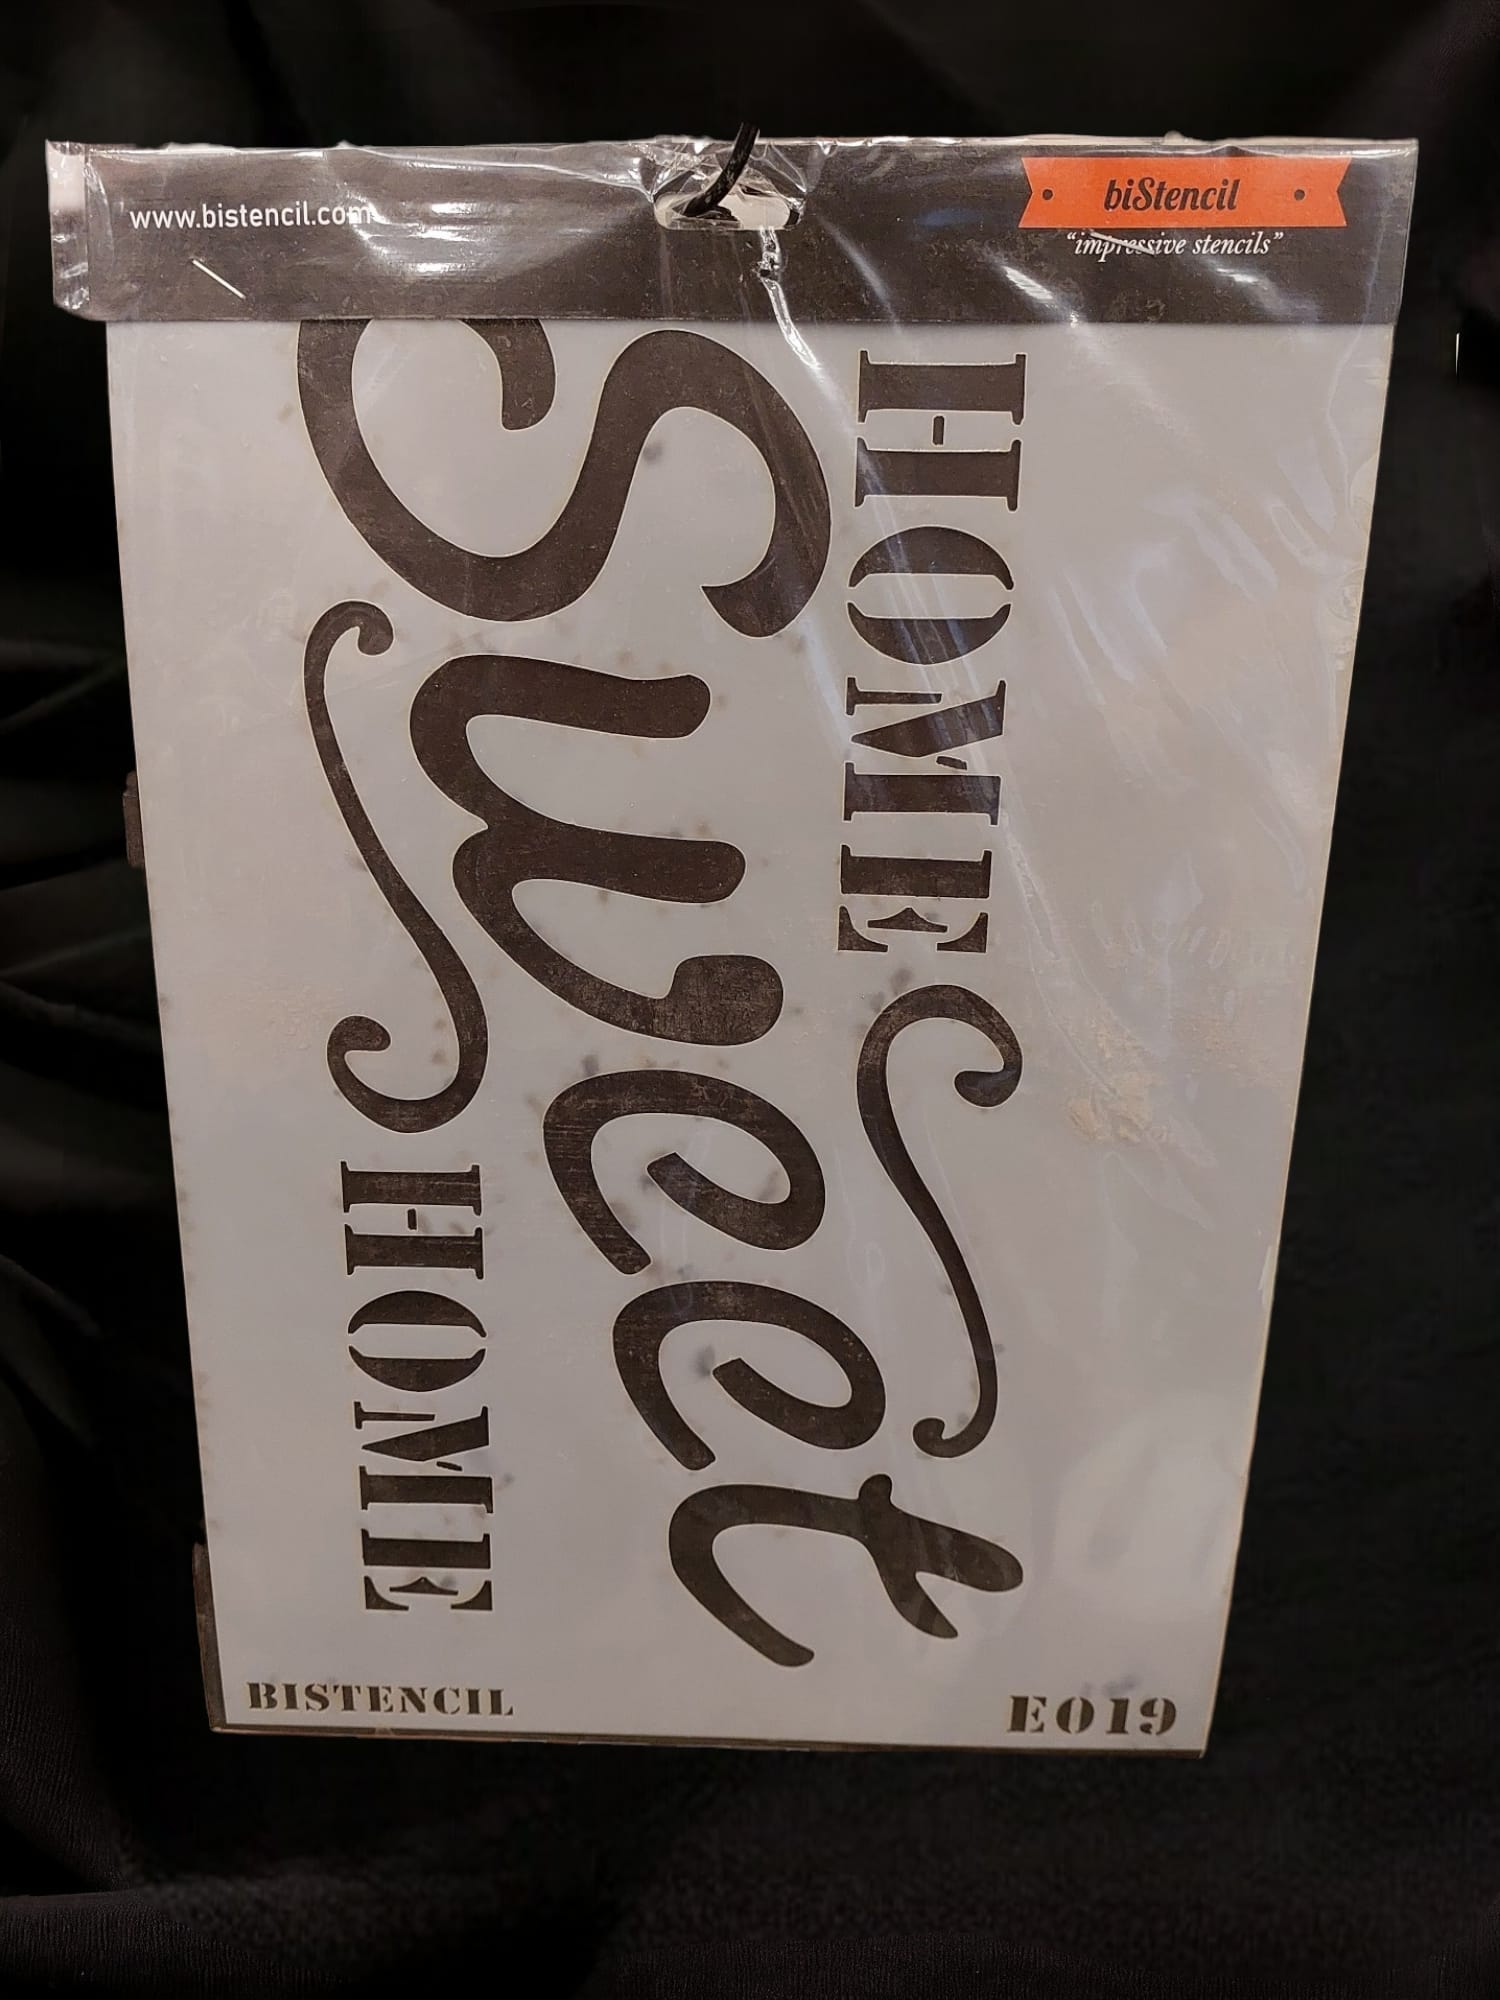 www.bistencil.com
biStencil
“impressive stencils”
HOME
Sweet
HOME
BISTENCIL
E019